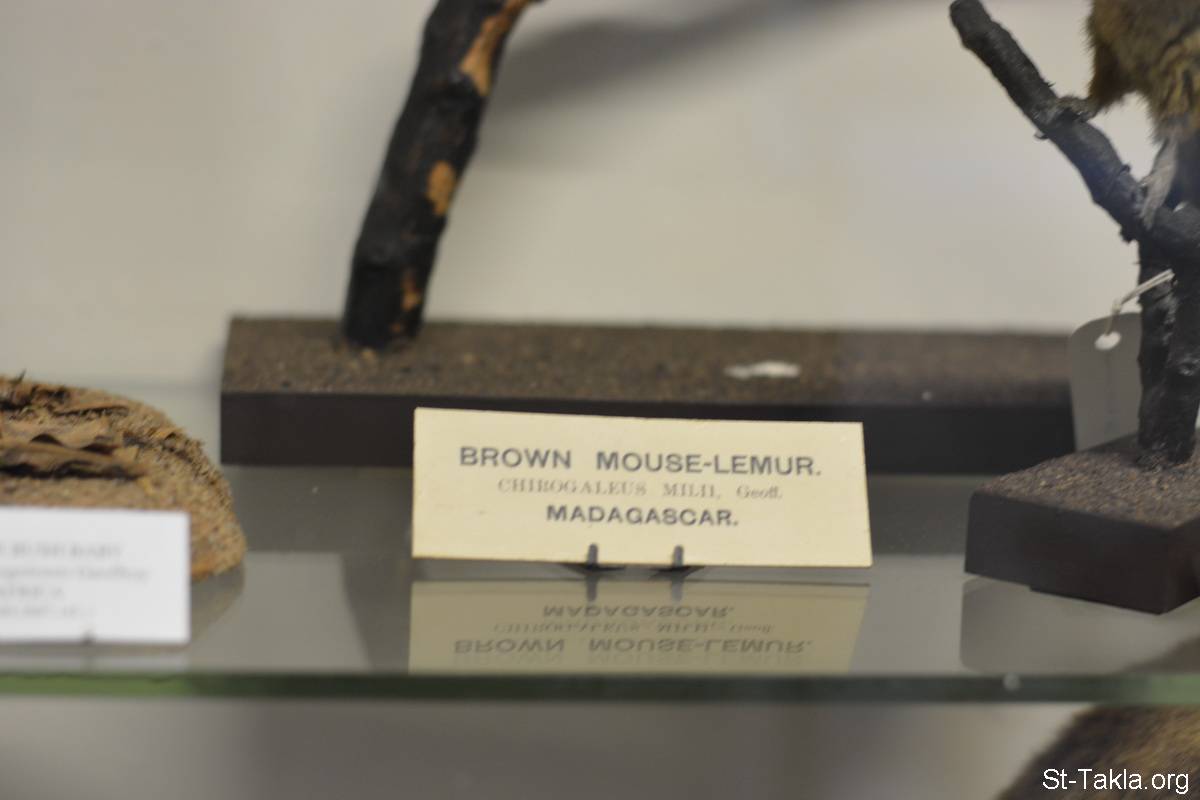 BROWN MOUSE-LEMUR.
CHIROGALEUS MILII, Geoff.
MADAGASCAR.
St-Takla.org